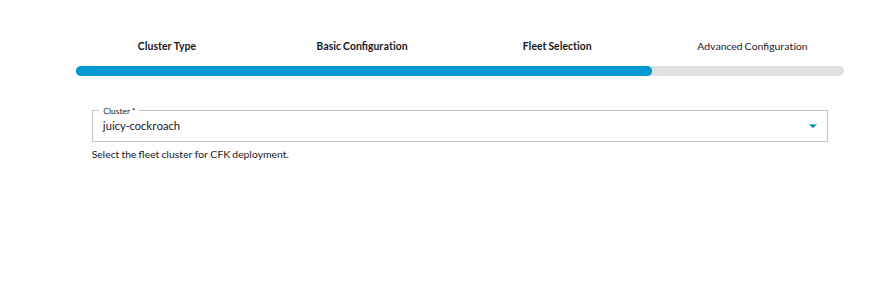 Cluster Type Basic Configuration Fleet Selection Advanced Configuration
Cluster *
juicy-cockroach
Select the fleet cluster for CFK deployment.